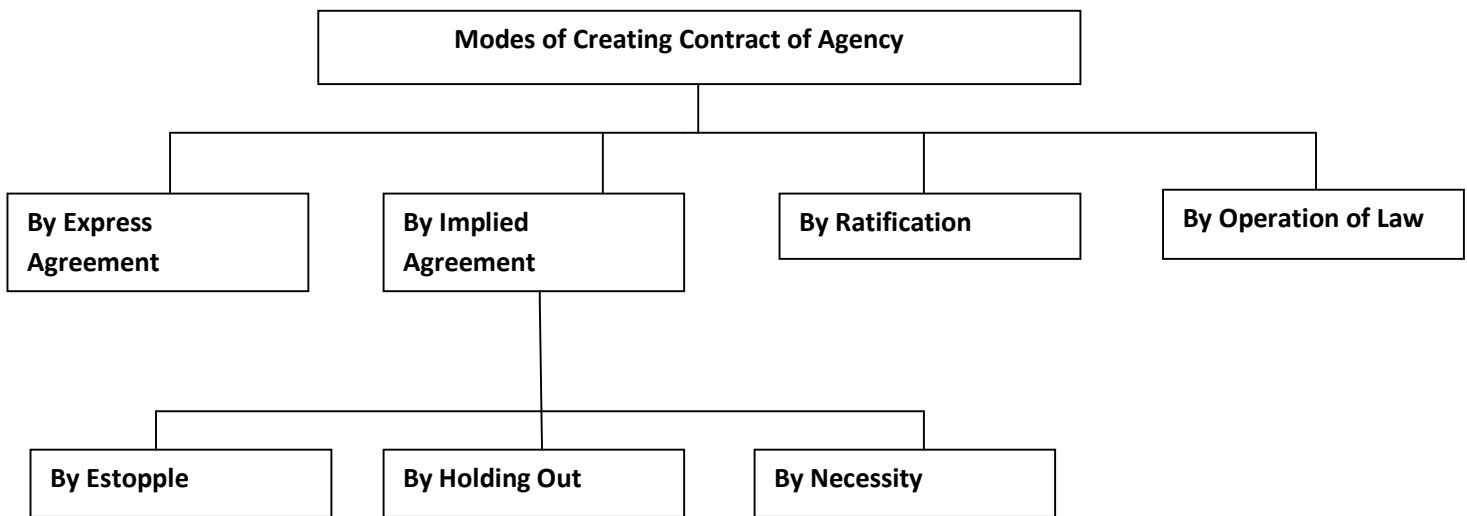 Modes of Creating Contract of Agency
By Express
Agreement
By Implied
Agreement
By Ratification
By Operation of Law
By Estopple
By Holding Out
By Necessity